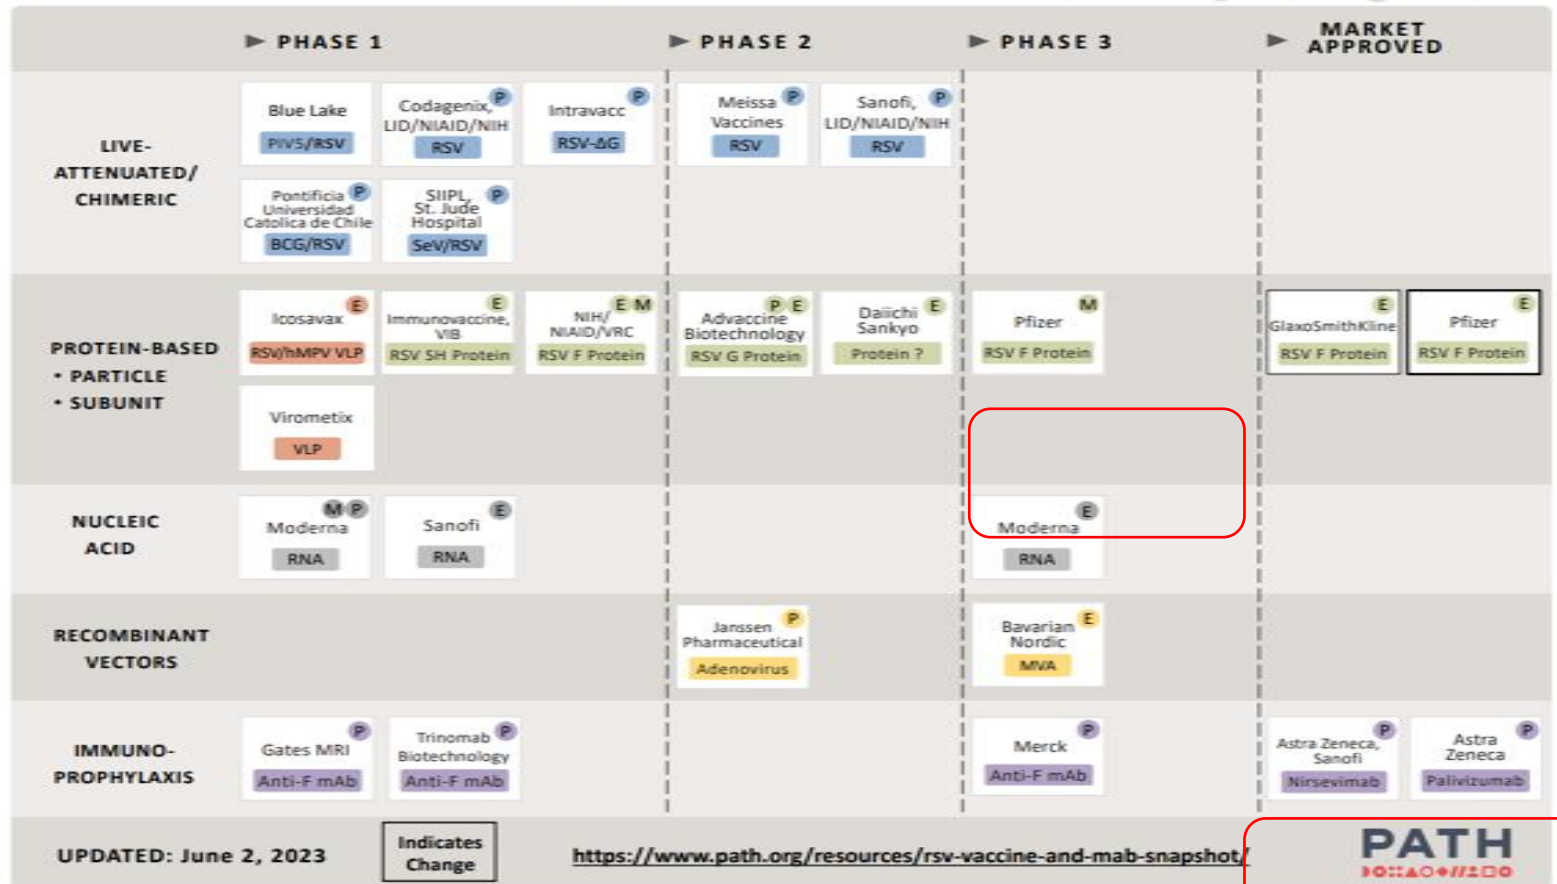 PHASE 1
PHASE 2
PHASE 3
MARKET
APPROVED
LIVE-
ATTENUATED/
CHIMERIC
Blue Lake
PIV5/RSV
P
Codagenix,
LID/NIAID/NIH
RSV
P
Intravacc
RSV-ΔG
P
Meissa
Vaccines
RSV
P
Sanofi,
LID/NIAID/NIH
RSV
P
Pontificia
Universidad
Catolica de Chile
BCG/RSV
P
SIIPL,
St. Jude
Hospital
SeV/RSV
PROTEIN-BASED
• PARTICLE
• SUBUNIT
E
Icosavax
RSV/hMPV VLP
E
Immunovaccine,
VIB
RSV SH Protein
E M
NIH/
NIAID/VRC
RSV F Protein
P E
Advaccine
Biotechnology
RSV G Protein
E
Daiichi
Sankyo
Protein ?
M
Pfizer
RSV F Protein
E
GlaxoSmithKline
RSV F Protein
E
Pfizer
RSV F Protein
Virometix
VLP
NUCLEIC
ACID
M P
Moderna
RNA
E
Sanofi
RNA
E
Moderna
RNA
RECOMBINANT
VECTORS
P
Janssen
Pharmaceutical
Adenovirus
E
Bavarian
Nordic
MVA
IMMUNO-
PROPHYLAXIS
P
Gates MRI
Anti-F mAb
P
Trinomab
Biotechnology
Anti-F mAb
P
Merck
Anti-F mAb
P
Astra Zeneca,
Sanofi
Nirsevimab
P
Astra
Zeneca
Palivizumab
UPDATED: June 2, 2023
Indicates
Change
https://www.path.org/resources/rsv-vaccine-and-mab-snapshot/
PATH